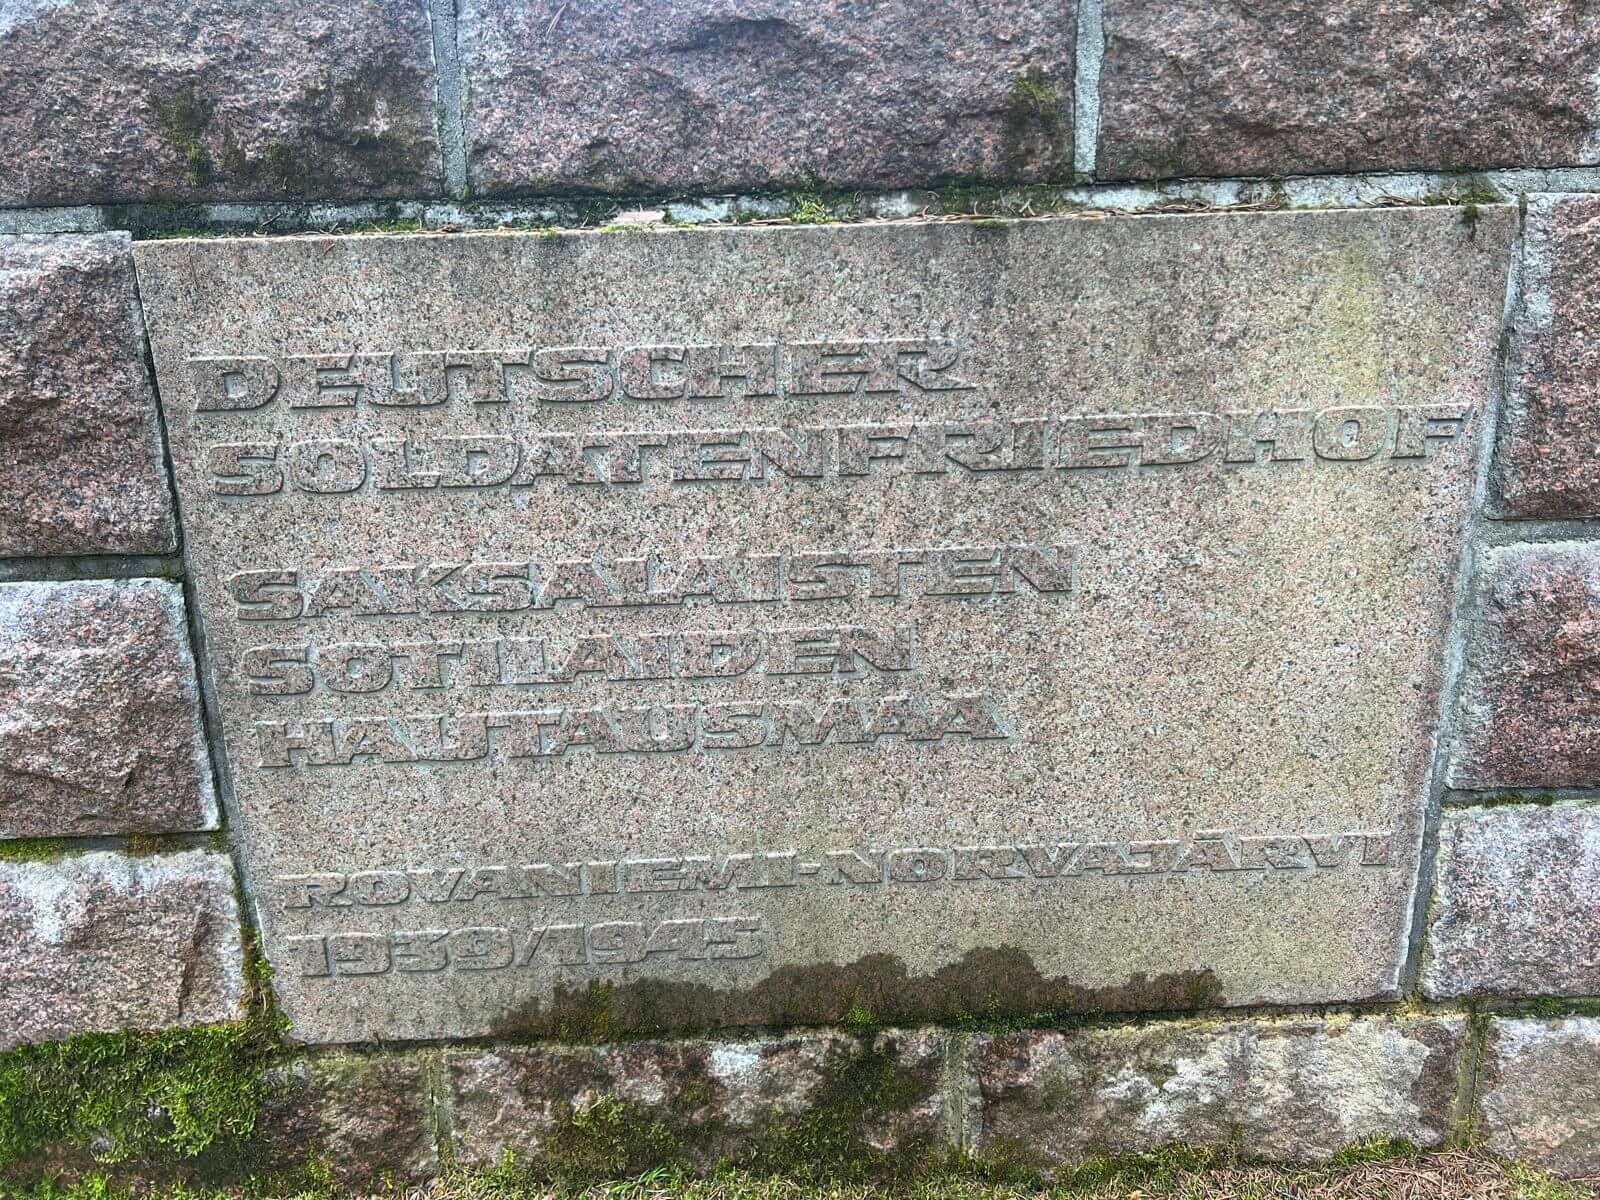 DEUTSCHER
SOLDATENFRIEDHOF
SAKSALAISTEN
SOTILAIDEN
HAUTAUSMAA
ROVANIEMI-NORVAJÄRVI
1939/1945